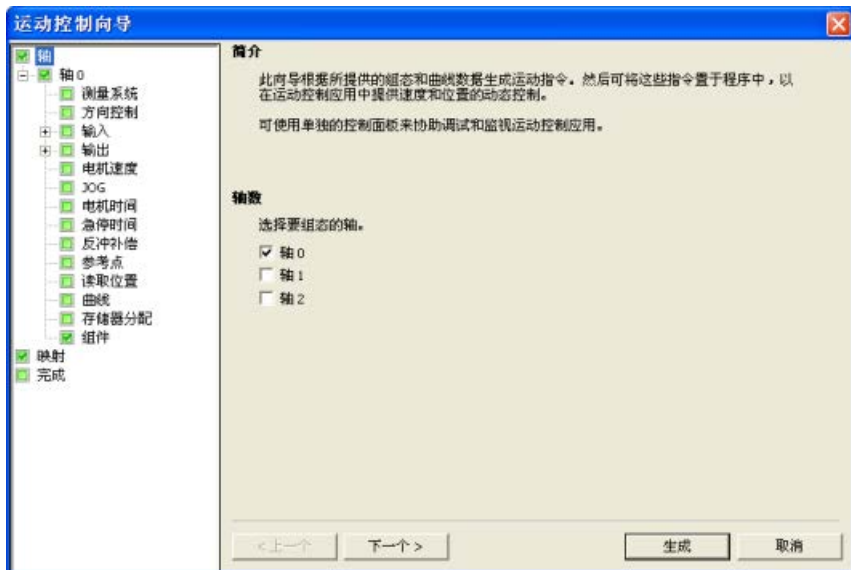 运动控制向导
轴
轴 0
测量系统
方向控制
输入
输出
电机速度
JOG
电机时间
急停时间
反冲补偿
参考点
读取位置
曲线
存储器分配
组件
映射
完成
简介
此向导根据所提供的组态和曲线数据生成运动指令。然后可将这些指令置于程序中，以
在运动控制应用中提供速度和位置的动态控制。
可使用单独的控制面板来协助调试和监视运动控制应用。
轴数
选择要组态的轴。
轴 0
轴 1
轴 2
<上一个
下一个>
生成
取消